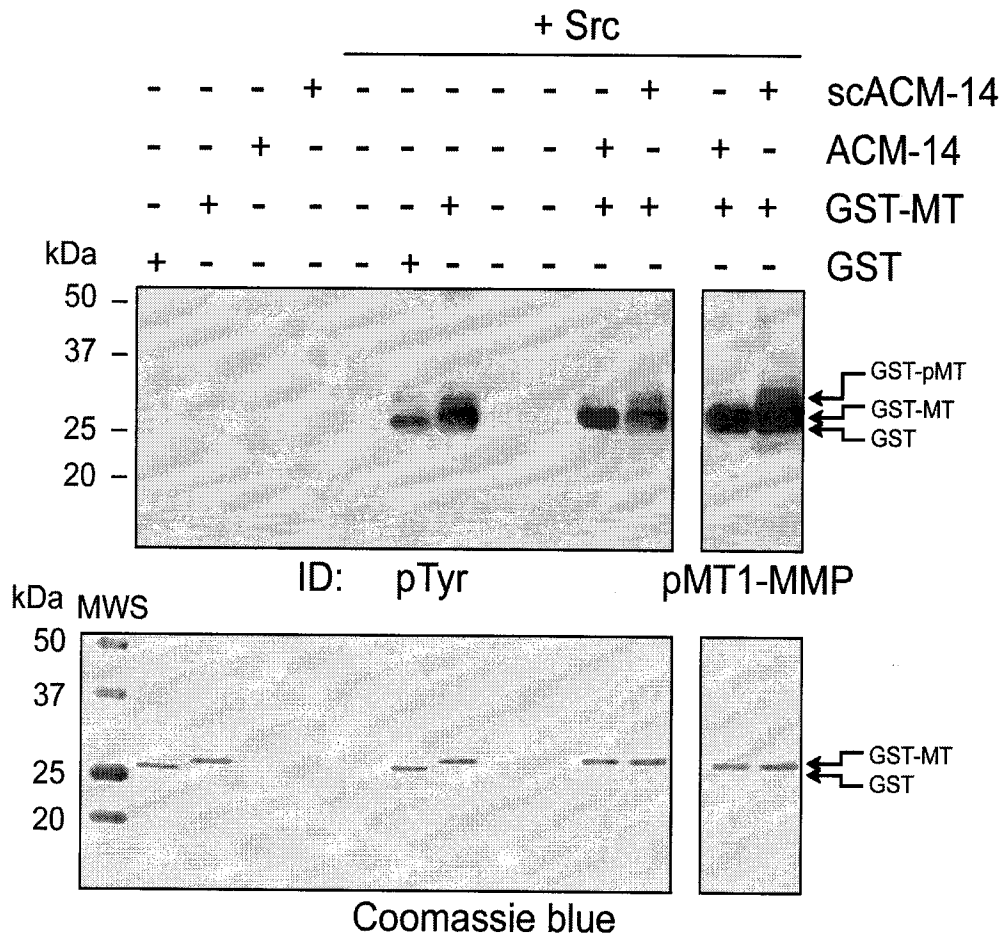 + Src
- - - + - - - - - - + - + scACM-14
- - + - - - - - - + - + - ACM-14
- + - - - - + - - + + + + GST-MT
kDa + - - - - + - - - - - - - GST
50 –
37 –
25 –
20 –
GST-pMT
GST-MT
GST
ID: pTyr pMT1-MMP
kDa MWS
50
37
25
20
GST-MT
GST
Coomassie blue